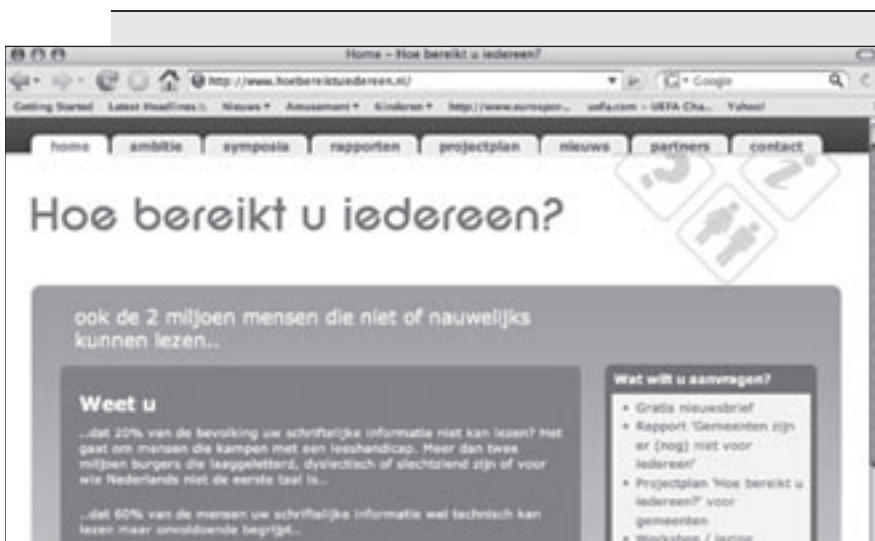 Home – Hoe bereikt u iedereen?
http://www.hoebereiktuiedereen.nl/
Google
Getting Started Latest Headlines Nieuws Amusement Kinderen http://www.eurospor... uefa.com – UEFA Cha... Yahoo!
home ambitie symposia rapporten projectplan nieuws partners contact
Hoe bereikt u iedereen?
ook de 2 miljoen mensen die niet of nauwelijks
kunnen lezen..
Weet u
..dat 20% van de bevolking uw schriftelijke informatie niet kan lezen? Het
gaat om mensen die kampen met een leeshandicap. Meer dan twee
miljoen burgers die laaggeletterd, dyslectisch of slechtziend zijn of voor
wie Nederlands niet de eerste taal is..
..dat 60% van de mensen uw schriftelijke informatie wel technisch kan
lezen maar onvoldoende begrijpt..
Wat wilt u aanvragen?
• Gratis nieuwsbrief
• Rapport 'Gemeenten zijn
er (nog) niet voor
iedereen'
• Projectplan 'Hoe bereikt u
iedereen?' voor
gemeenten
• Workshop / lezing